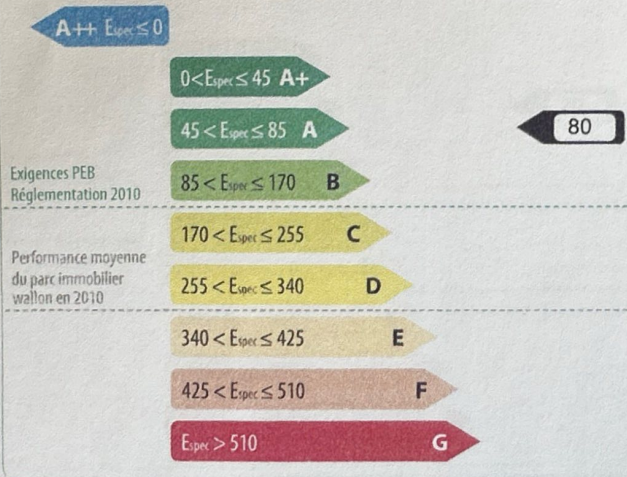 A++ Espec ≤ 0
0 < Espec ≤ 45 A+
45 < Espec ≤ 85 A
80
85 < Espec ≤ 170 B
Exigences PEB
Réglementation 2010
170 < Espec ≤ 255 C
Performance moyenne
du parc immobilier
wallon en 2010
255 < Espec ≤ 340 D
340 < Espec ≤ 425 E
425 < Espec ≤ 510 F
Espec > 510 G